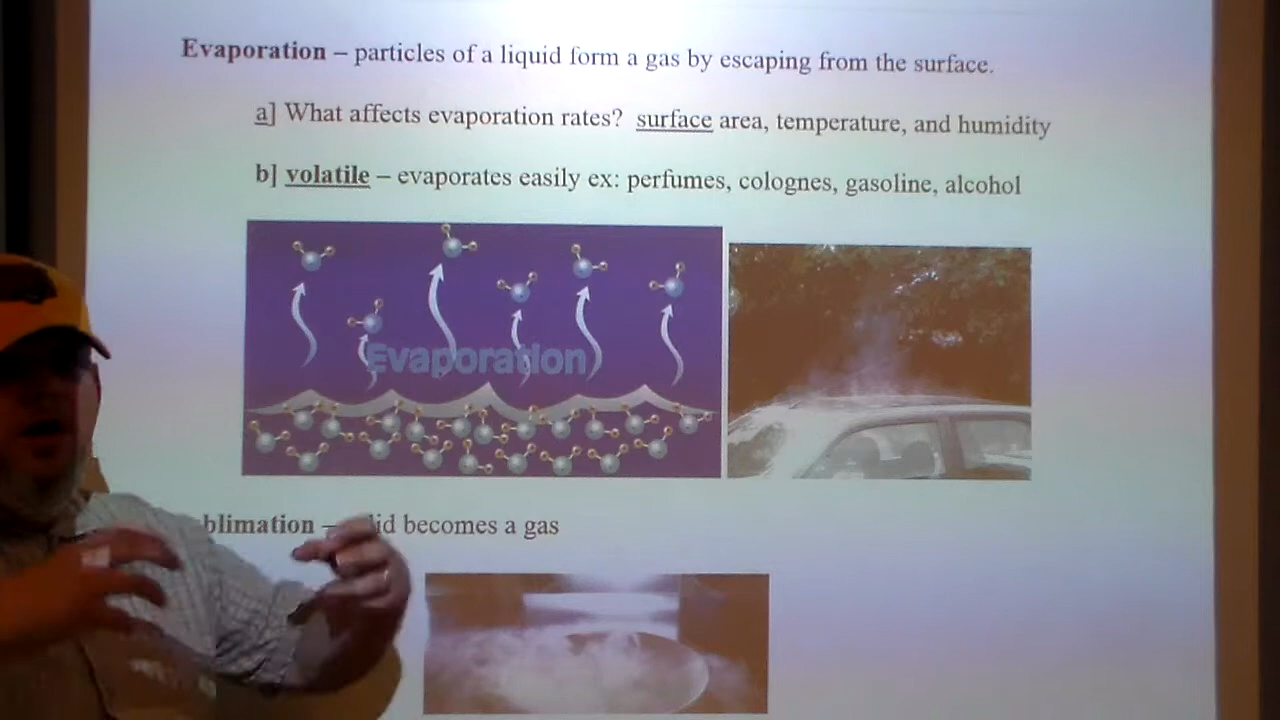 Evaporation – particles of a liquid form a gas by escaping from the surface.
a] What affects evaporation rates? surface area, temperature, and humidity
b] volatile – evaporates easily ex: perfumes, colognes, gasoline, alcohol
Evaporation
blimation – lid becomes a gas